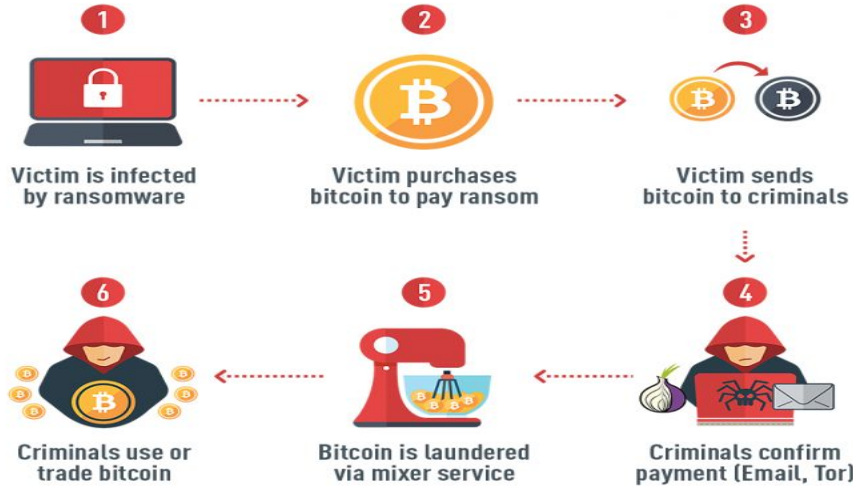 1
2
3
Victim is infected
by ransomware
Victim purchases
bitcoin to pay ransom
Victim sends
bitcoin to criminals
6
5
4
Criminals use or
trade bitcoin
Bitcoin is laundered
via mixer service
Criminals confirm
payment (Email, Tor)